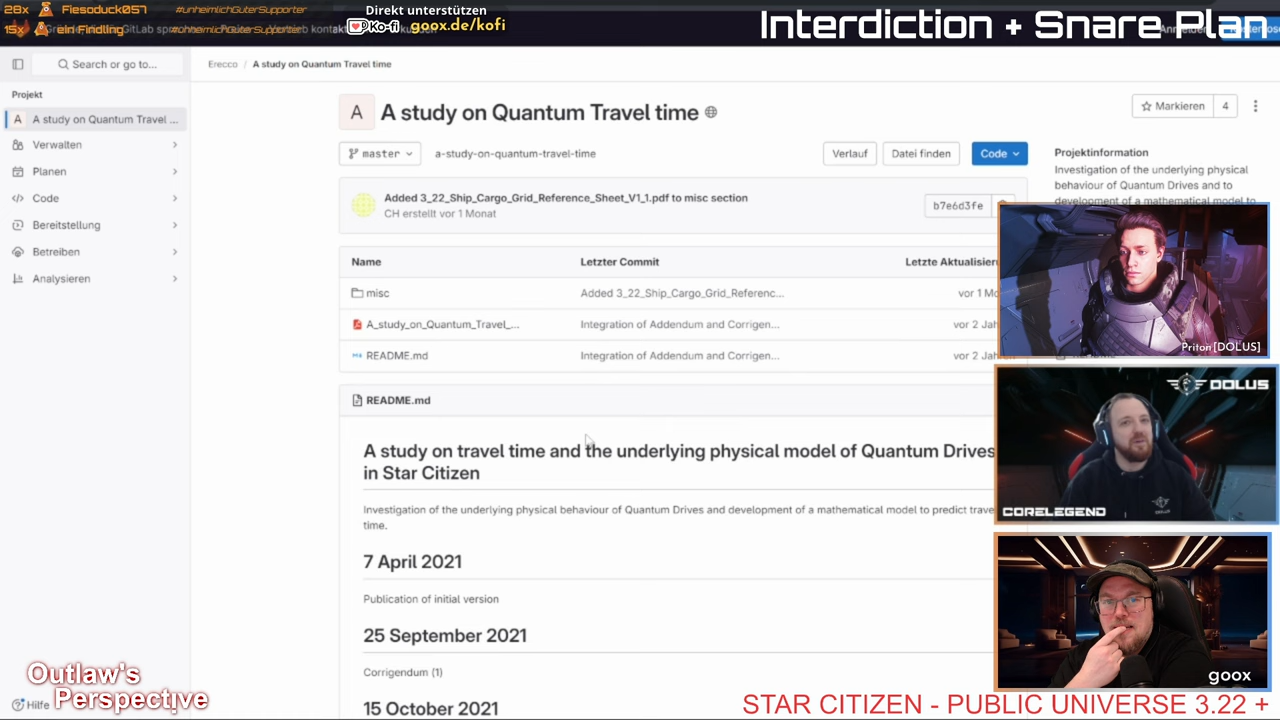 28x Fiesoduck057 #unheimlichGuterSupporter
15x ein_Findling #unheimlichGuterSupporter
Direkt unterstützen
Ko-fi goox.de/kofi
Interdiction + Snare Plan
Search or go to...
Erecco / A study on Quantum Travel time
Projekt
A A study on Quantum Travel ...
Verwalten
Planen
Code
Bereitstellung
Betreiben
Analysieren
Hilfe
A A study on Quantum Travel time
Markieren 4
master a-study-on-quantum-travel-time
Verlauf Datei finden Code
Added 3_22_Ship_Cargo_Grid_Reference_Sheet_V1_1.pdf to misc section
CH erstellt vor 1 Monat
b7e6d3fe
Name Letzter Commit Letzte Aktualisier
misc Added 3_22_Ship_Cargo_Grid_Referenc... vor 1 Mo
A_study_on_Quantum_Travel_... Integration of Addendum and Corrigen... vor 2 Jah
README.md Integration of Addendum and Corrigen... vor 2 Jah
README.md
A study on travel time and the underlying physical model of Quantum Drives
in Star Citizen
Investigation of the underlying physical behaviour of Quantum Drives and development of a mathematical model to predict trave
time.
7 April 2021
Publication of initial version
25 September 2021
Corrigendum (1)
15 October 2021
Projektinformation
Investigation of the underlying physical
behaviour of Quantum Drives and to
development of a mathematical model to
Priton[DOLUS]
DOLUS
DOLUS
CORELEGEND
goox
Outlaw's
Perspective
STAR CITIZEN - PUBLIC UNIVERSE 3.22 +